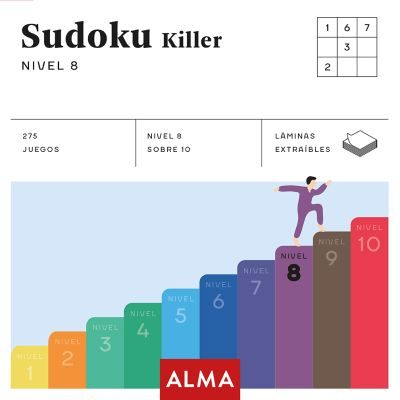 Sudoku Killer
NIVEL 8
1 6 7
3
2
275
JUEGOS
NIVEL 8
SOBRE 10
LÁMINAS
EXTRAÍBLES
NIVEL
1
NIVEL
2
NIVEL
3
NIVEL
4
NIVEL
5
NIVEL
6
NIVEL
7
NIVEL
8
NIVEL
9
NIVEL
10
ALMA